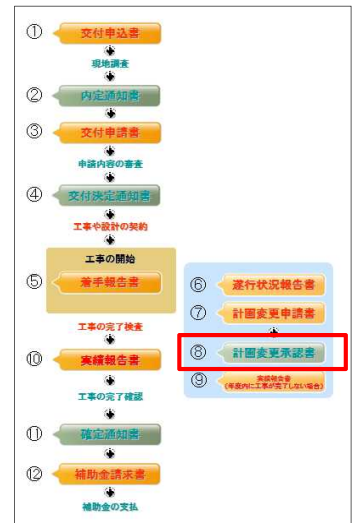 ① 交付申込書
現地調査
② 内定通知書
③ 交付申請書
申請内容の審査
④ 交付決定通知書
工事や設計の契約
工事の開始
⑤ 着手報告書
工事の完了検査
⑩ 実績報告書
工事の完了確認
⑪ 確定通知書
⑫ 補助金請求書
補助金の支払
⑥ 遂行状況報告書
⑦ 計画変更申請書
⑧ 計画変更承認書
⑨ 実績報告書
(年度内に工事が完了しない場合)